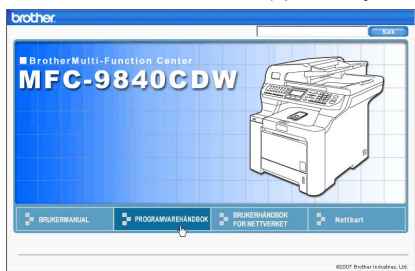 brother.
Søk
BrotherMulti-Function Center
MFC-9840CDW
BRUKERMANUAL
PROGRAMVAREHÅNDBOK
BRUKERHÅNDBOK
FOR NETTVERKET
Nettkart
©2007 Brother Industries, Ltd.